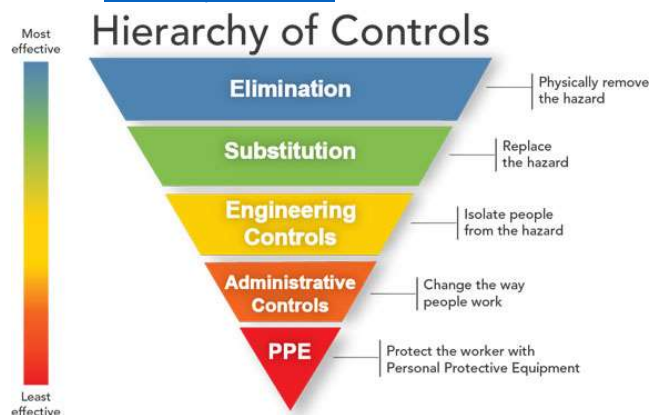 Hierarchy of Controls
Most
effective
Elimination
Physically remove
the hazard
Substitution
Replace
the hazard
Engineering
Controls
Isolate people
from the hazard
Administrative
Controls
Change the way
people work
PPE
Protect the worker with
Personal Protective Equipment
Least
effective